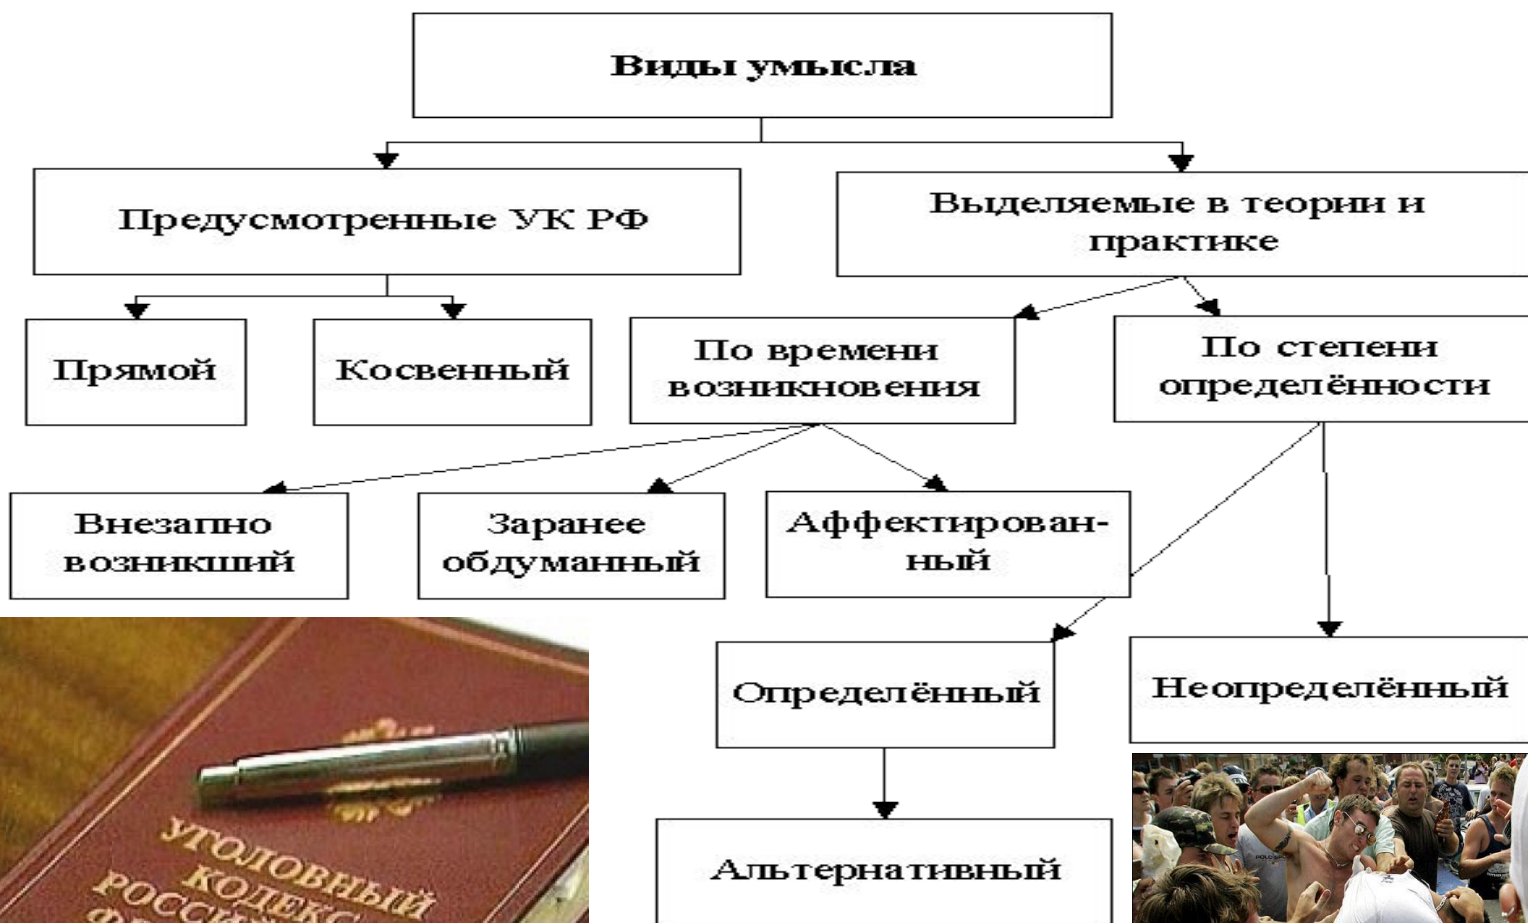 Виды умысла
Предусмотренные УК РФ
Выделяемые в теории и
практике
Прямой
Косвенный
По времени
возникновения
По степени
определённости
Внезапно
возникший
Заранее
обдуманный
Аффектирован-
ный
Определённый
Неопределённый
Альтернативный
УГОЛОВНЫЙ
КОДЕКС